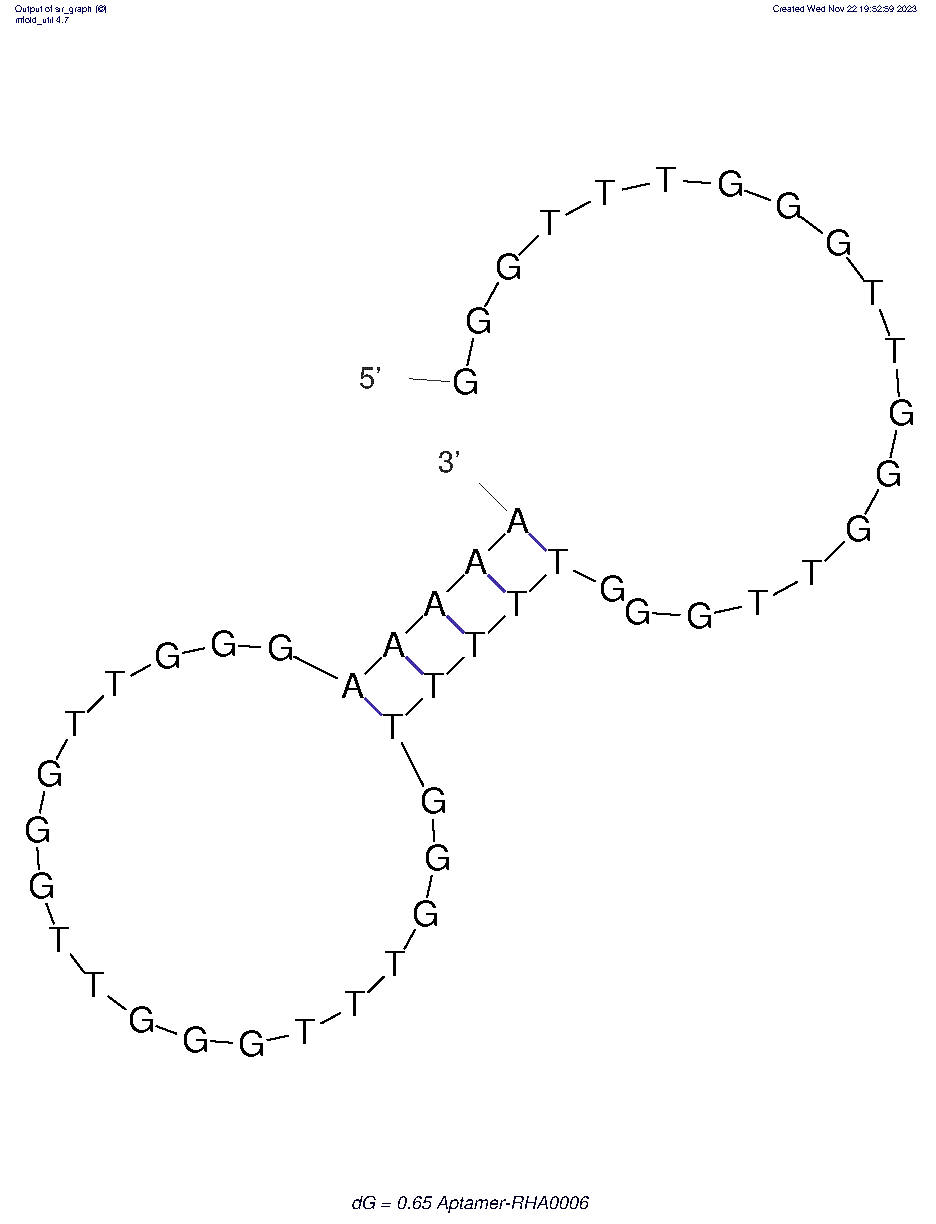 Output of sir_graph (©)
mfold_util 4.7
Created Wed Nov 22 19:52:59 2023
5' G G G T T T G G G T T G G G T T G G G T T T T T G G G T T T G G G T T G G G T T G G G A A A A A 3'
dG = 0.65 Aptamer-RHA0006